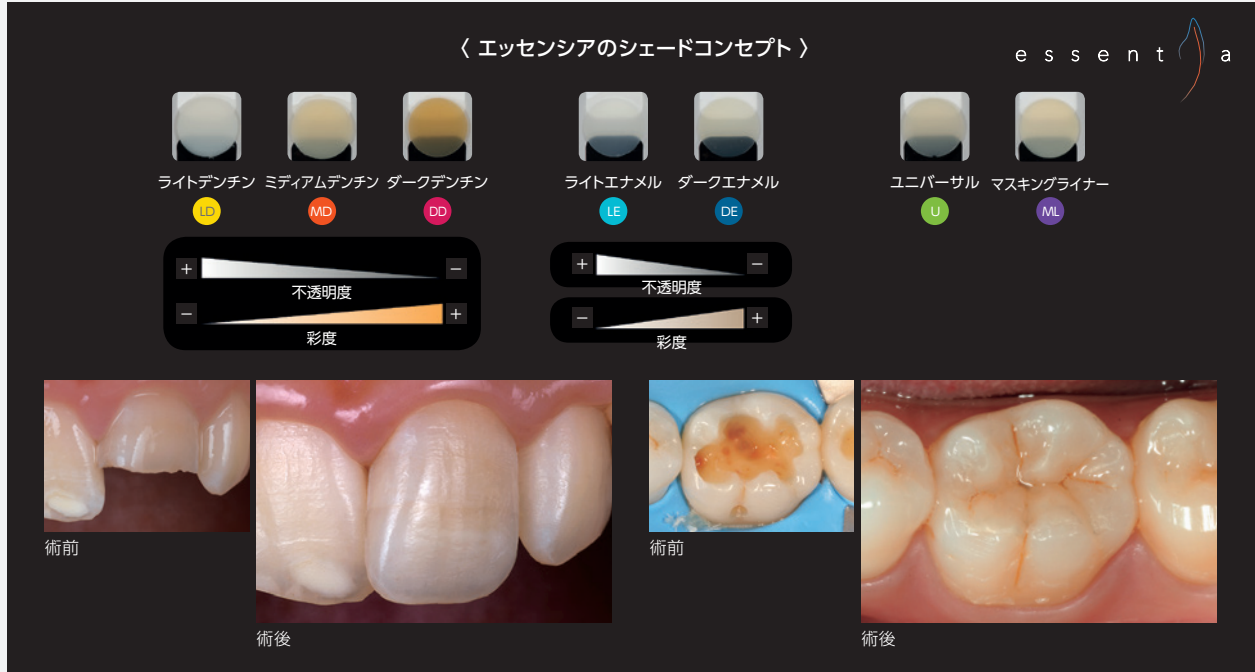 〈 エッセンシアのシェードコンセプト 〉
essentia
ライトデンチン ミディアムデンチン ダークデンチン
LD MD DD
ライトエナメル ダークエナメル
LE DE
ユニバーサル マスキングライナー
U ML
+ −
不透明度
− +
彩度
+ −
不透明度
− +
彩度
術前
術後
術前
術後